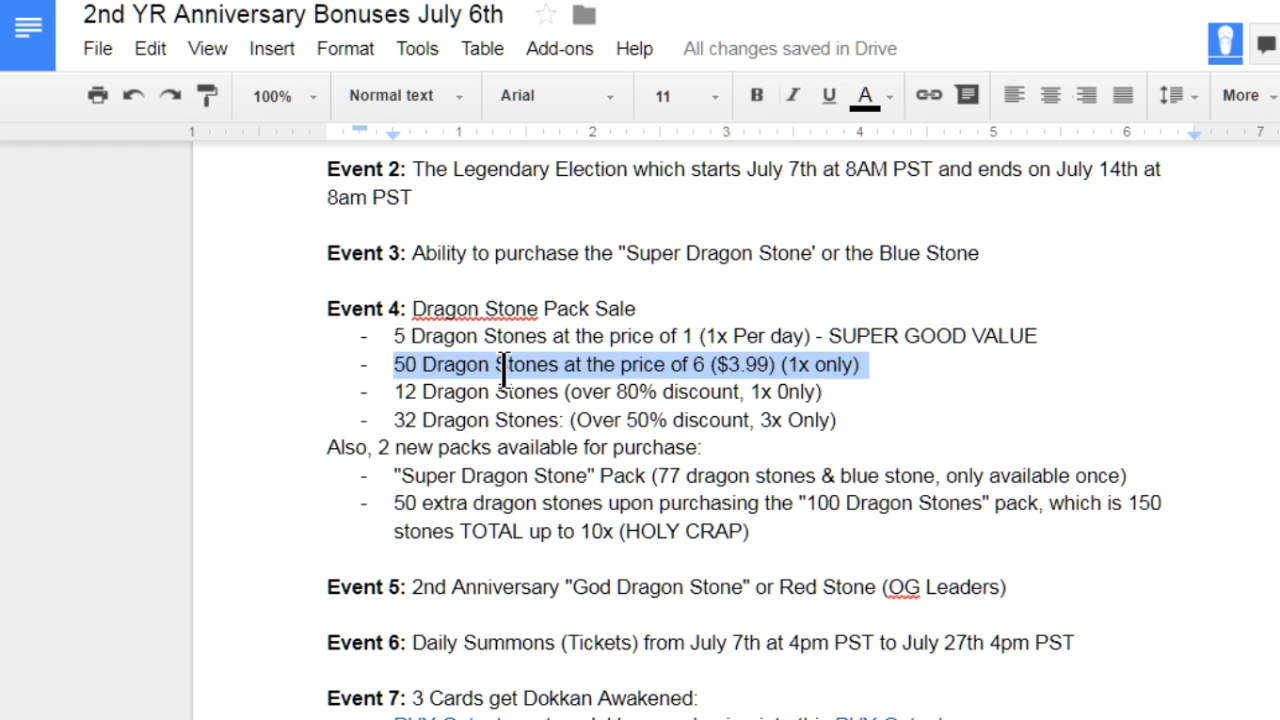 2nd YR Anniversary Bonuses July 6th
File Edit View Insert Format Tools Table Add-ons Help All changes saved in Drive
100% Normal text Arial 11 B I U A More
1 1 2 3 4 5 6 7
Event 2: The Legendary Election which starts July 7th at 8AM PST and ends on July 14th at
8am PST
Event 3: Ability to purchase the "Super Dragon Stone' or the Blue Stone
Event 4: Dragon Stone Pack Sale
- 5 Dragon Stones at the price of 1 (1x Per day) - SUPER GOOD VALUE
- 50 Dragon Stones at the price of 6 ($3.99) (1x only)
- 12 Dragon Stones (over 80% discount, 1x 0nly)
- 32 Dragon Stones: (Over 50% discount, 3x Only)
Also, 2 new packs available for purchase:
- "Super Dragon Stone" Pack (77 dragon stones & blue stone, only available once)
- 50 extra dragon stones upon purchasing the "100 Dragon Stones" pack, which is 150
stones TOTAL up to 10x (HOLY CRAP)
Event 5: 2nd Anniversary "God Dragon Stone" or Red Stone (OG Leaders)
Event 6: Daily Summons (Tickets) from July 7th at 4pm PST to July 27th 4pm PST
Event 7: 3 Cards get Dokkan Awakened: